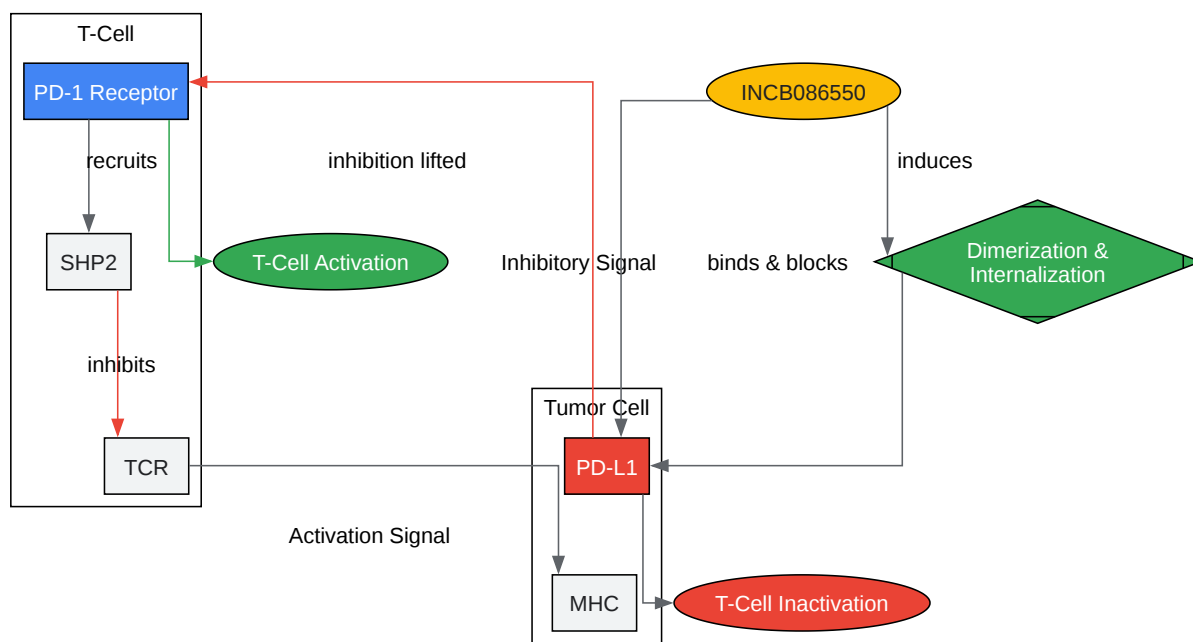 T-Cell
PD-1 Receptor
INCB086550
recruits
inhibition lifted
induces
SHP2
T-Cell Activation
Inhibitory Signal
binds & blocks
Dimerization &
Internalization
inhibits
Tumor Cell
TCR
PD-L1
Activation Signal
MHC
T-Cell Inactivation